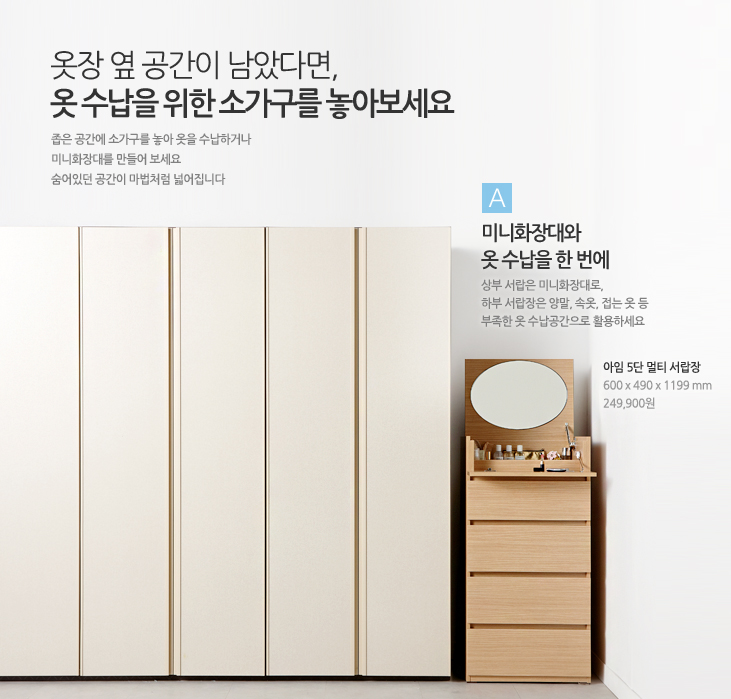 옷장 옆 공간이 남았다면,
옷 수납을 위한 소가구를 놓아보세요
좁은 공간에 소가구를 놓아 옷을 수납하거나
미니화장대를 만들어 보세요
숨어있던 공간이 마법처럼 넓어집니다
A
미니화장대와
옷 수납을 한 번에
상부 서랍은 미니화장대로,
하부 서랍장은 양말, 속옷, 접는 옷 등
부족한 옷 수납공간으로 활용하세요
아임 5단 멀티 서랍장
600 x 490 x 1199 mm
249,900원